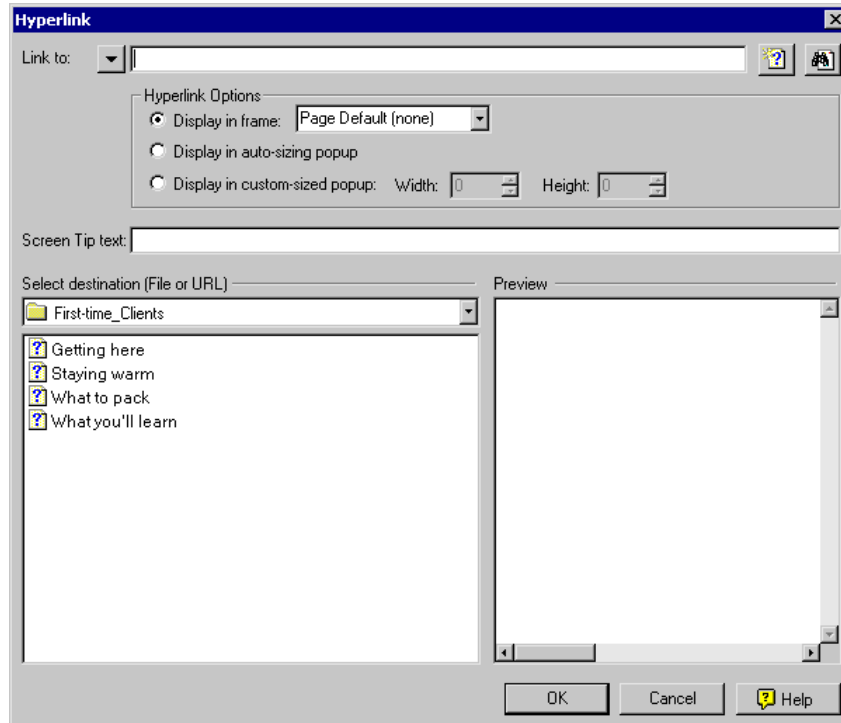 Hyperlink
Link to:
Hyperlink Options
Display in frame: Page Default (none)
Display in auto-sizing popup
Display in custom-sized popup: Width: 0 Height: 0
Screen Tip text:
Select destination (File or URL) Preview
First-time_Clients
Getting here
Staying warm
What to pack
What you'll learn
OK Cancel Help